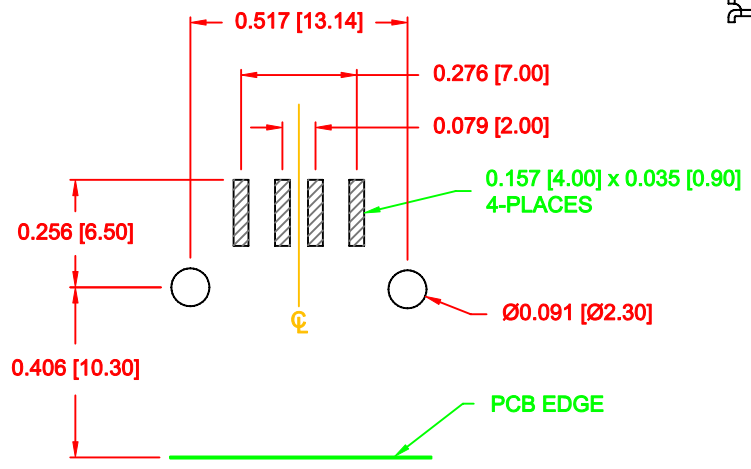 0.517 [13.14]
0.276 [7.00]
0.079 [2.00]
0.157 [4.00] x 0.035 [0.90]
4-PLACES
0.256 [6.50]
℄
Ø0.091 [Ø2.30]
0.406 [10.30]
PCB EDGE